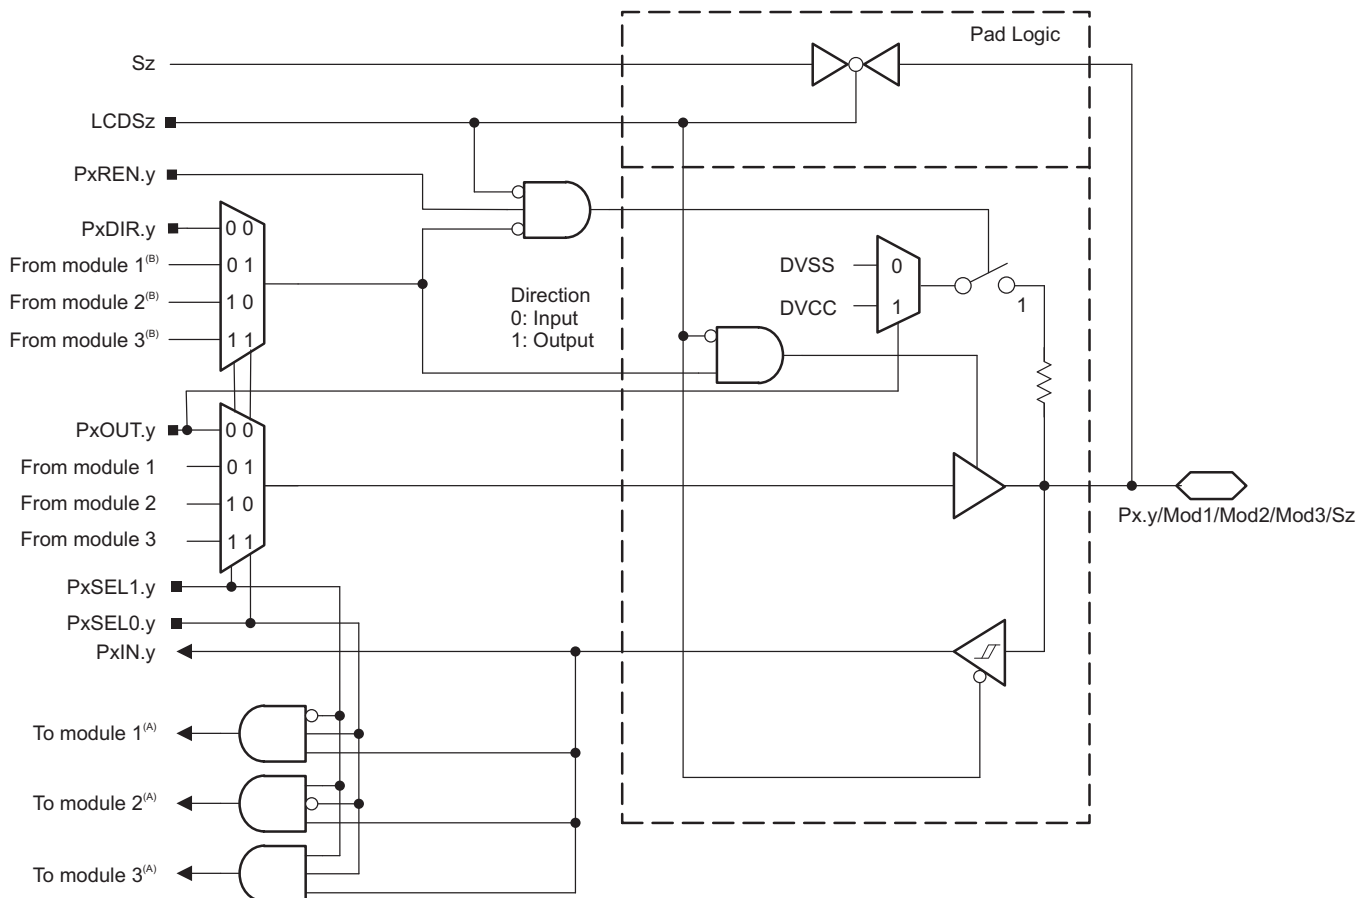 Pad Logic
Sz
LCDSz
PxREN.y
PxDIR.y
0 0
From module 1(B)
0 1
From module 2(B)
1 0
From module 3(B)
1 1
Direction
0: Input
1: Output
DVSS
0
DVCC
1
1
PxOUT.y
0 0
From module 1
0 1
From module 2
1 0
From module 3
1 1
Px.y/Mod1/Mod2/Mod3/Sz
PxSEL1.y
PxSEL0.y
PxIN.y
To module 1(A)
To module 2(A)
To module 3(A)